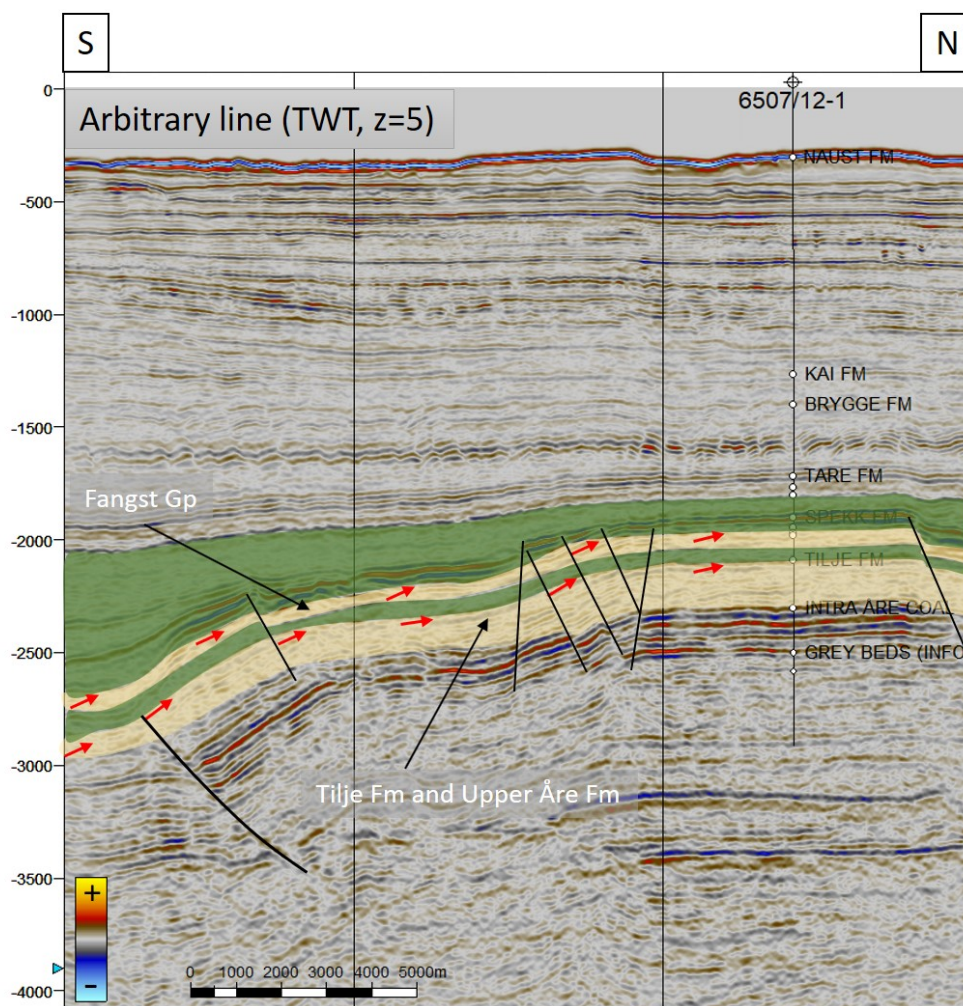 S
N
0
6507/12-1
Arbitrary line (TWT, z=5)
NAUST FM
-500
-1000
KAI FM
BRYGGE FM
-1500
TARE FM
Fangst Gp
SPEKK FM
-2000
TILJE FM
INTRA ÅRE COAL
-2500
GREY BEDS (INFO
-3000
Tilje Fm and Upper Åre Fm
-3500
+
-
0 1000 2000 3000 4000 5000m
-4000